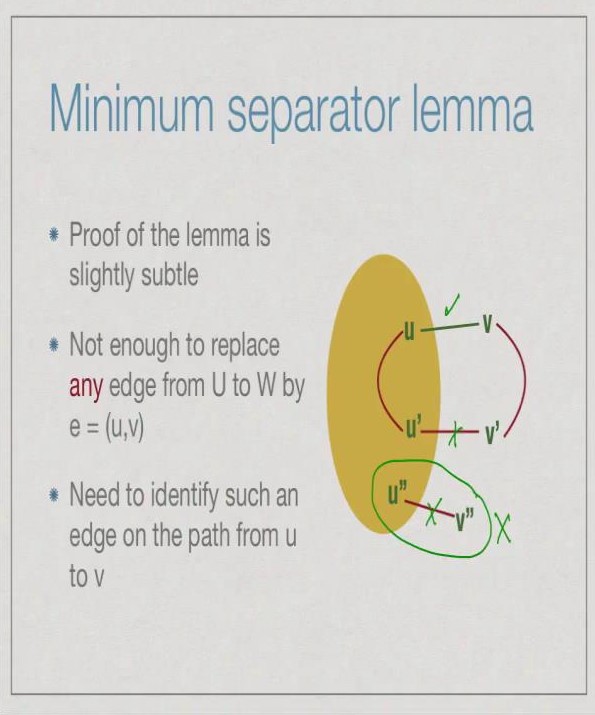 Minimum separator lemma
Proof of the lemma is
slightly subtle
Not enough to replace
any edge from U to W by
e = (u,v)
Need to identify such an
edge on the path from u
to v
u v
u' v'
u"
v"